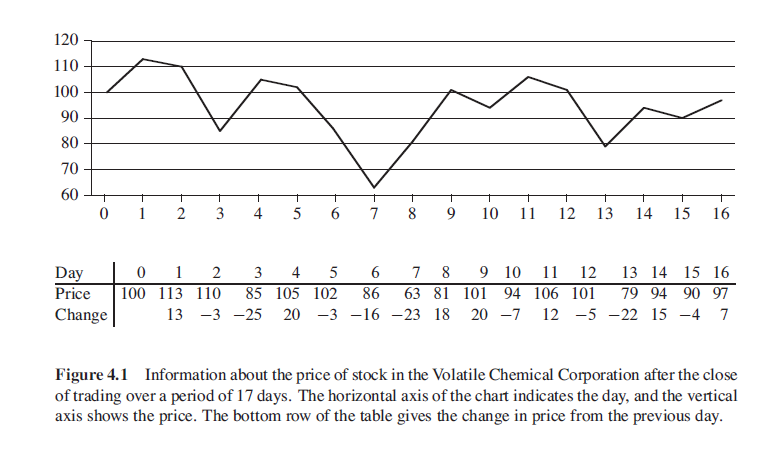 120
110
100
90
80
70
60
0 1 2 3 4 5 6 7 8 9 10 11 12 13 14 15 16
Day 0 1 2 3 4 5 6 7 8 9 10 11 12 13 14 15 16
Price 100 113 110 85 105 102 86 63 81 101 94 106 101 79 94 90 97
Change 13 −3 −25 20 −3 −16 −23 18 20 −7 12 −5 −22 15 −4 7
Figure 4.1 Information about the price of stock in the Volatile Chemical Corporation after the close
of trading over a period of 17 days. The horizontal axis of the chart indicates the day, and the vertical
axis shows the price. The bottom row of the table gives the change in price from the previous day.